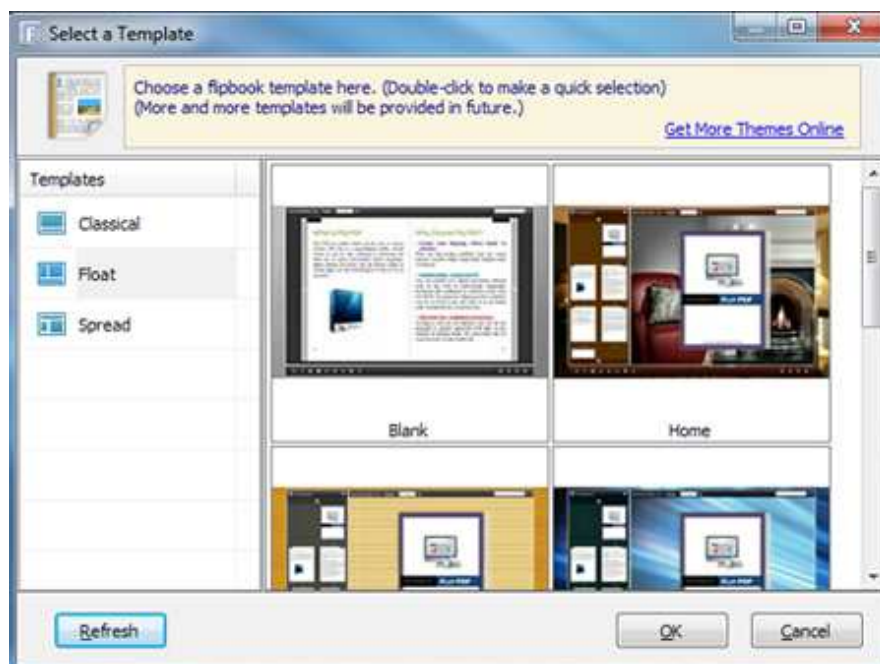 Select a Template
Choose a flipbook template here. (Double-click to make a quick selection)
(More and more templates will be provided in future.)
Get More Themes Online
Templates
Classical
Float
Spread
Blank
Home
Refresh
OK
Cancel